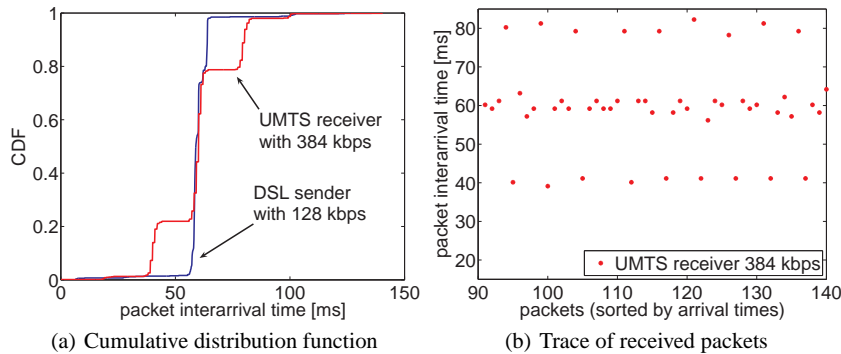 1
0.8
0.6
0.4
0.2
0
CDF
UMTS receiver
with 384 kbps
DSL sender
with 128 kbps
0 50 100 150
packet interarrival time [ms]
(a) Cumulative distribution function
80
70
60
50
40
30
20
packet interarrival time [ms]
UMTS receiver 384 kbps
90 100 110 120 130 140
packets (sorted by arrival times)
(b) Trace of received packets